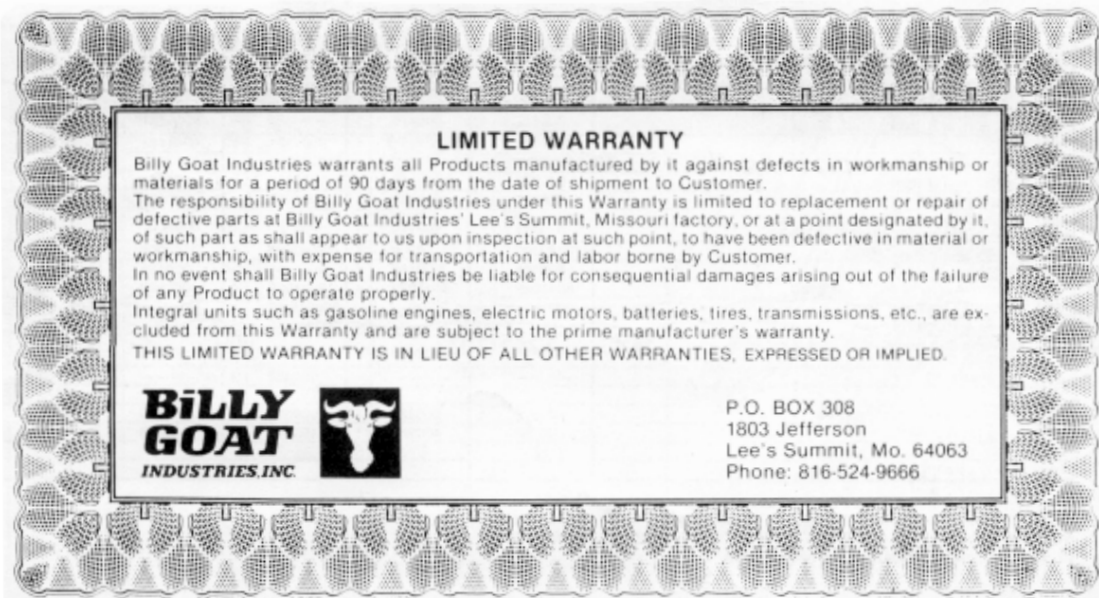 LIMITED WARRANTY
Billy Goat Industries warrants all Products manufactured by it against defects in workmanship or
materials for a period of 90 days from the date of shipment to Customer.
The responsibility of Billy Goat Industries under this Warranty is limited to replacement or repair of
defective parts at Billy Goat Industries' Lee's Summit, Missouri factory, or at a point designated by it,
of such part as shall appear to us upon inspection at such point, to have been defective in material or
workmanship, with expense for transportation and labor borne by Customer.
In no event shall Billy Goat Industries be liable for consequential damages arising out of the failure
of any Product to operate properly.
Integral units such as gasoline engines, electric motors, batteries, tires, transmissions, etc., are ex-
cluded from this Warranty and are subject to the prime manufacturer's warranty.
THIS LIMITED WARRANTY IS IN LIEU OF ALL OTHER WARRANTIES, EXPRESSED OR IMPLIED.
BiLLY
GOAT
INDUSTRIES, INC.
P.O. BOX 308
1803 Jefferson
Lee's Summit, Mo. 64063
Phone: 816-524-9666